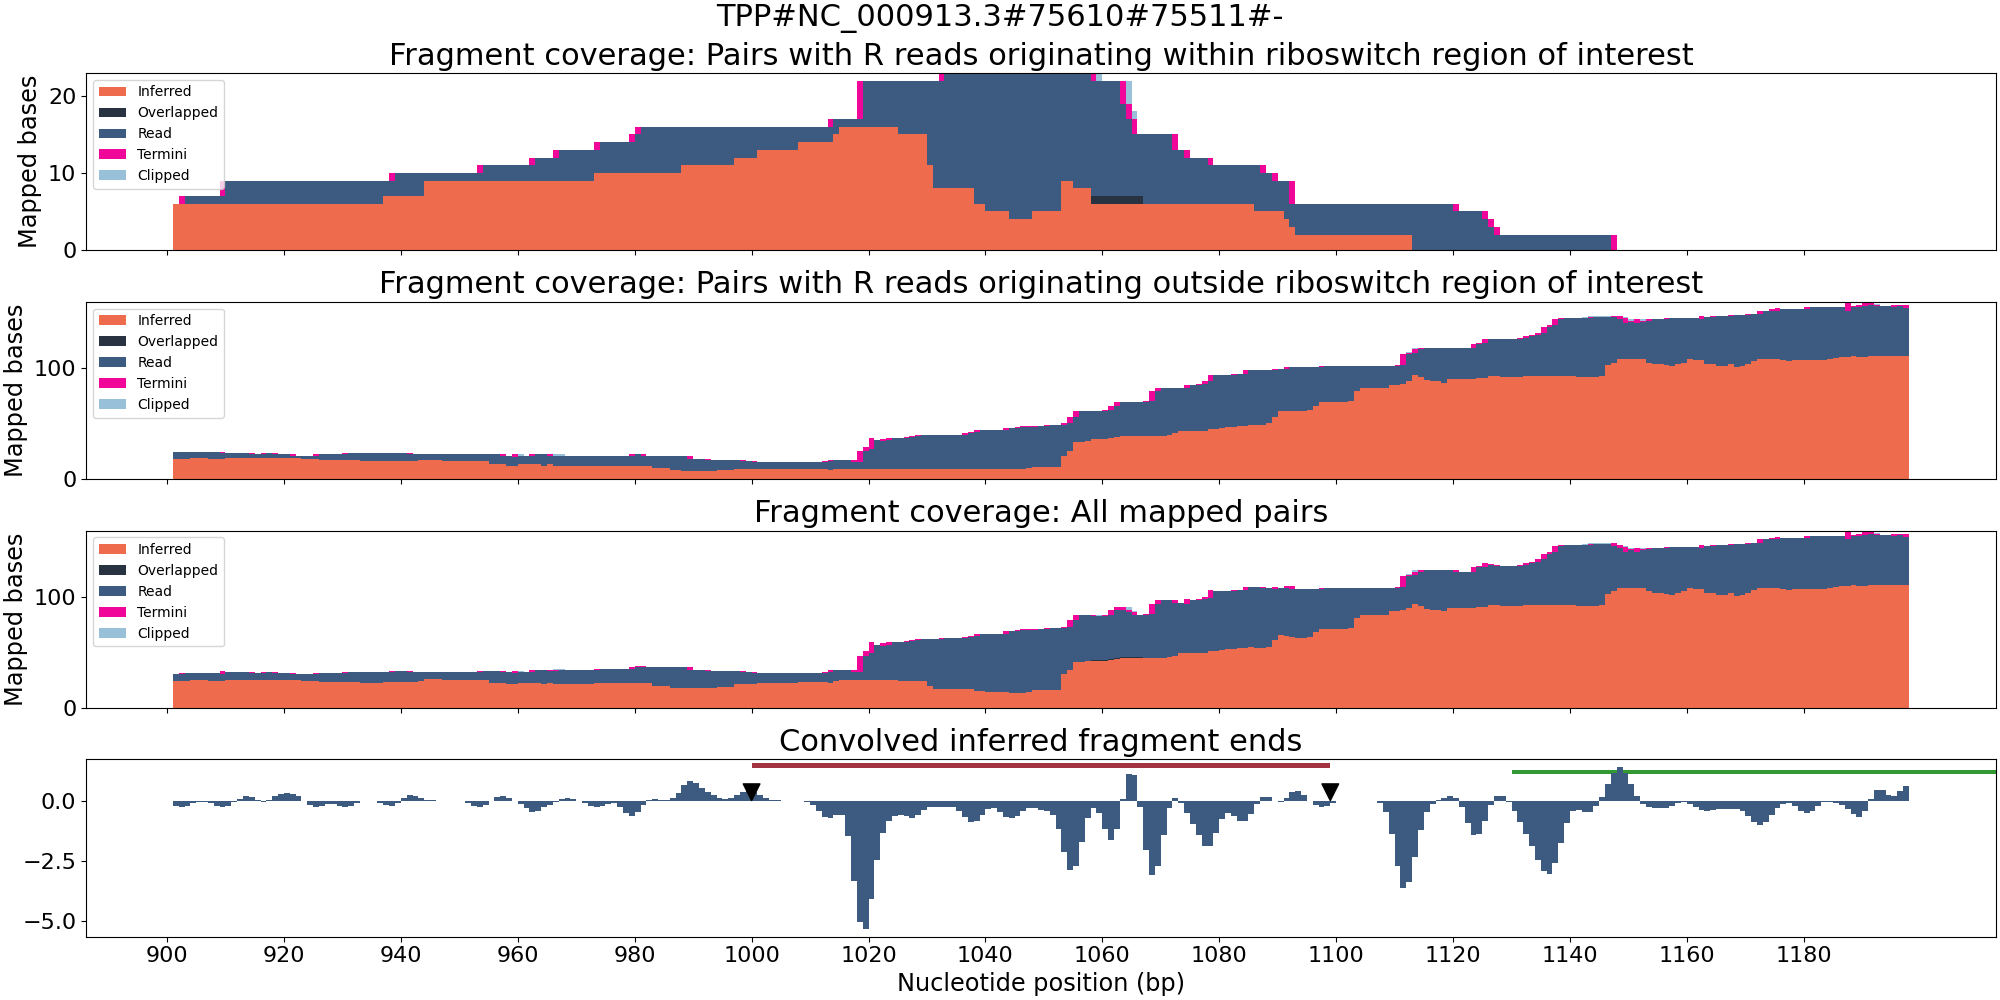 TPP#NC_000913.3#75610#75511#-
Fragment coverage: Pairs with R reads originating within riboswitch region of interest
Mapped bases
20
10
0
Inferred
Overlapped
Read
Termini
Clipped
Fragment coverage: Pairs with R reads originating outside riboswitch region of interest
Mapped bases
100
0
Inferred
Overlapped
Read
Termini
Clipped
Fragment coverage: All mapped pairs
Mapped bases
100
0
Inferred
Overlapped
Read
Termini
Clipped
Convolved inferred fragment ends
0.0
−2.5
−5.0
900 920 940 960 980 1000 1020 1040 1060 1080 1100 1120 1140 1160 1180
Nucleotide position (bp)